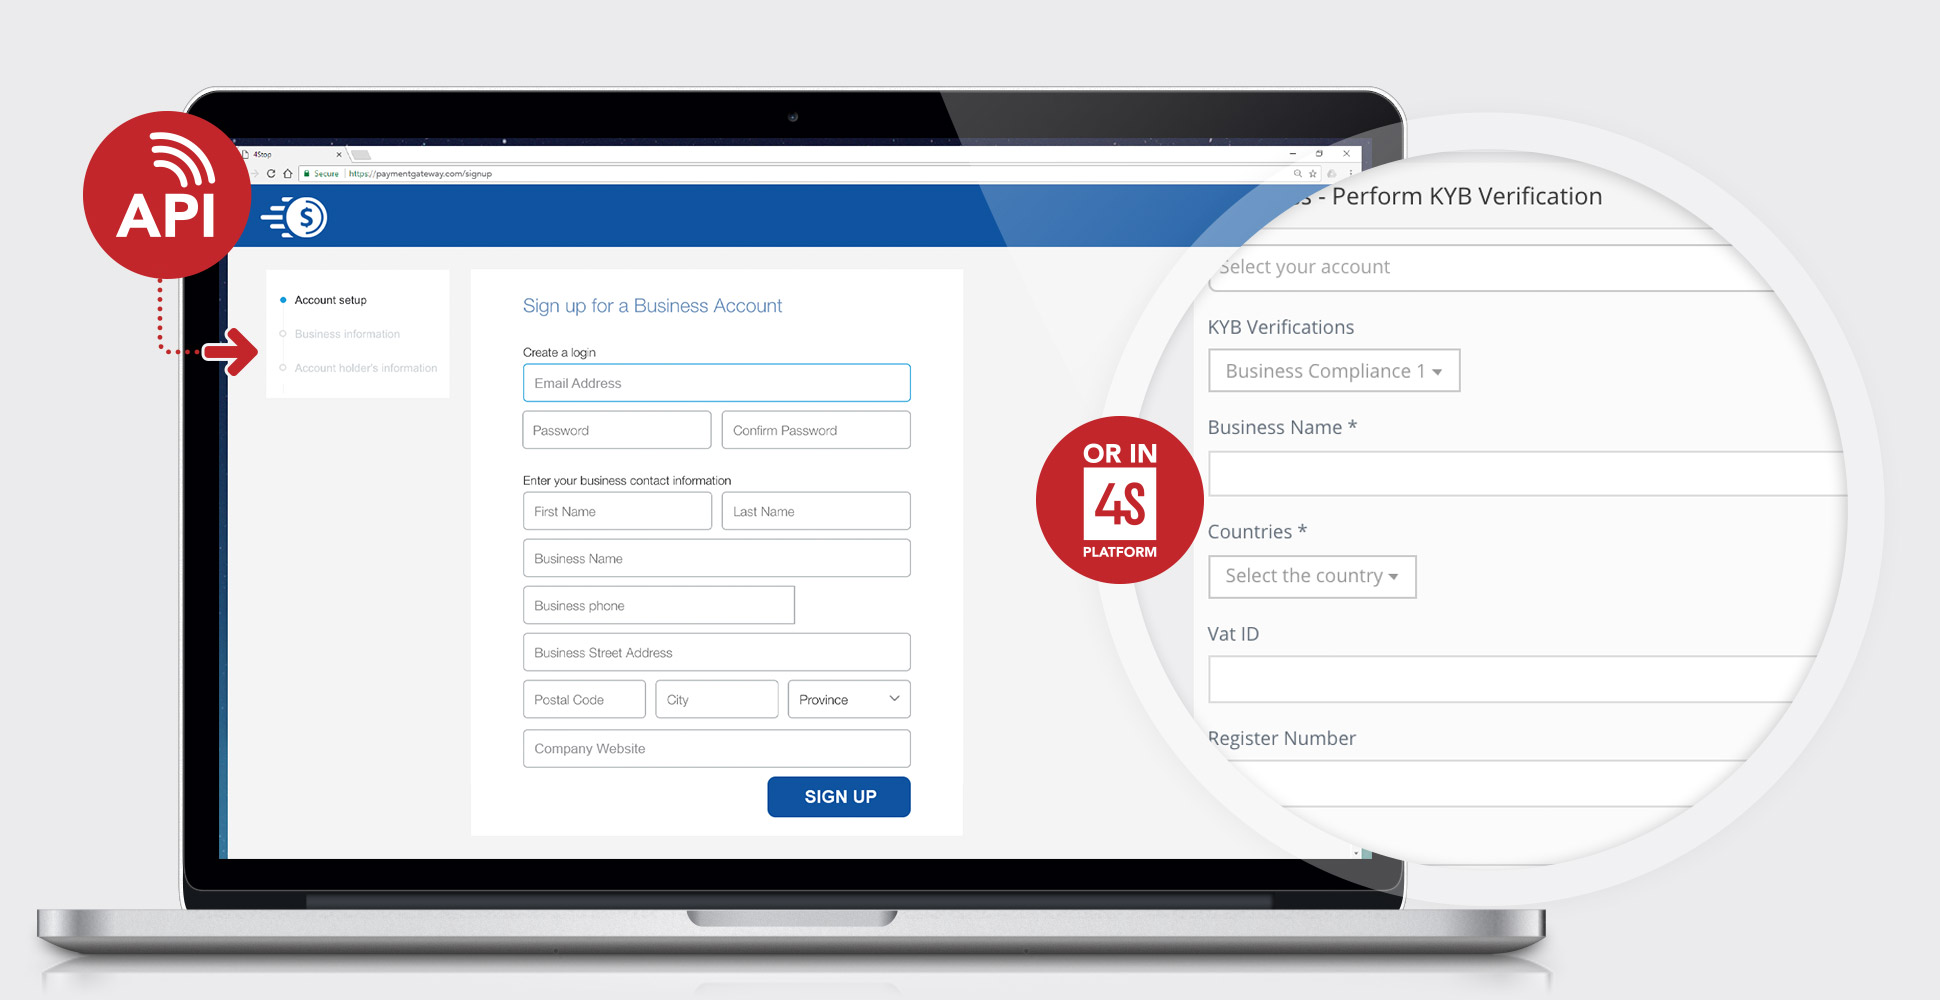 4Stop
Secure https://paymentgateway.com/signup
API
$
Account setup
Business information
Account holder's information
Sign up for a Business Account
Create a login
Email Address
Password
Confirm Password
Enter your business contact information
First Name
Last Name
Business Name
Business phone
Business Street Address
Postal Code
City
Province
Company Website
SIGN UP
OR IN
4S
PLATFORM
- Perform KYB Verification
Select your account
KYB Verifications
Business Compliance 1
Business Name *
Countries *
Select the country
Vat ID
Register Number